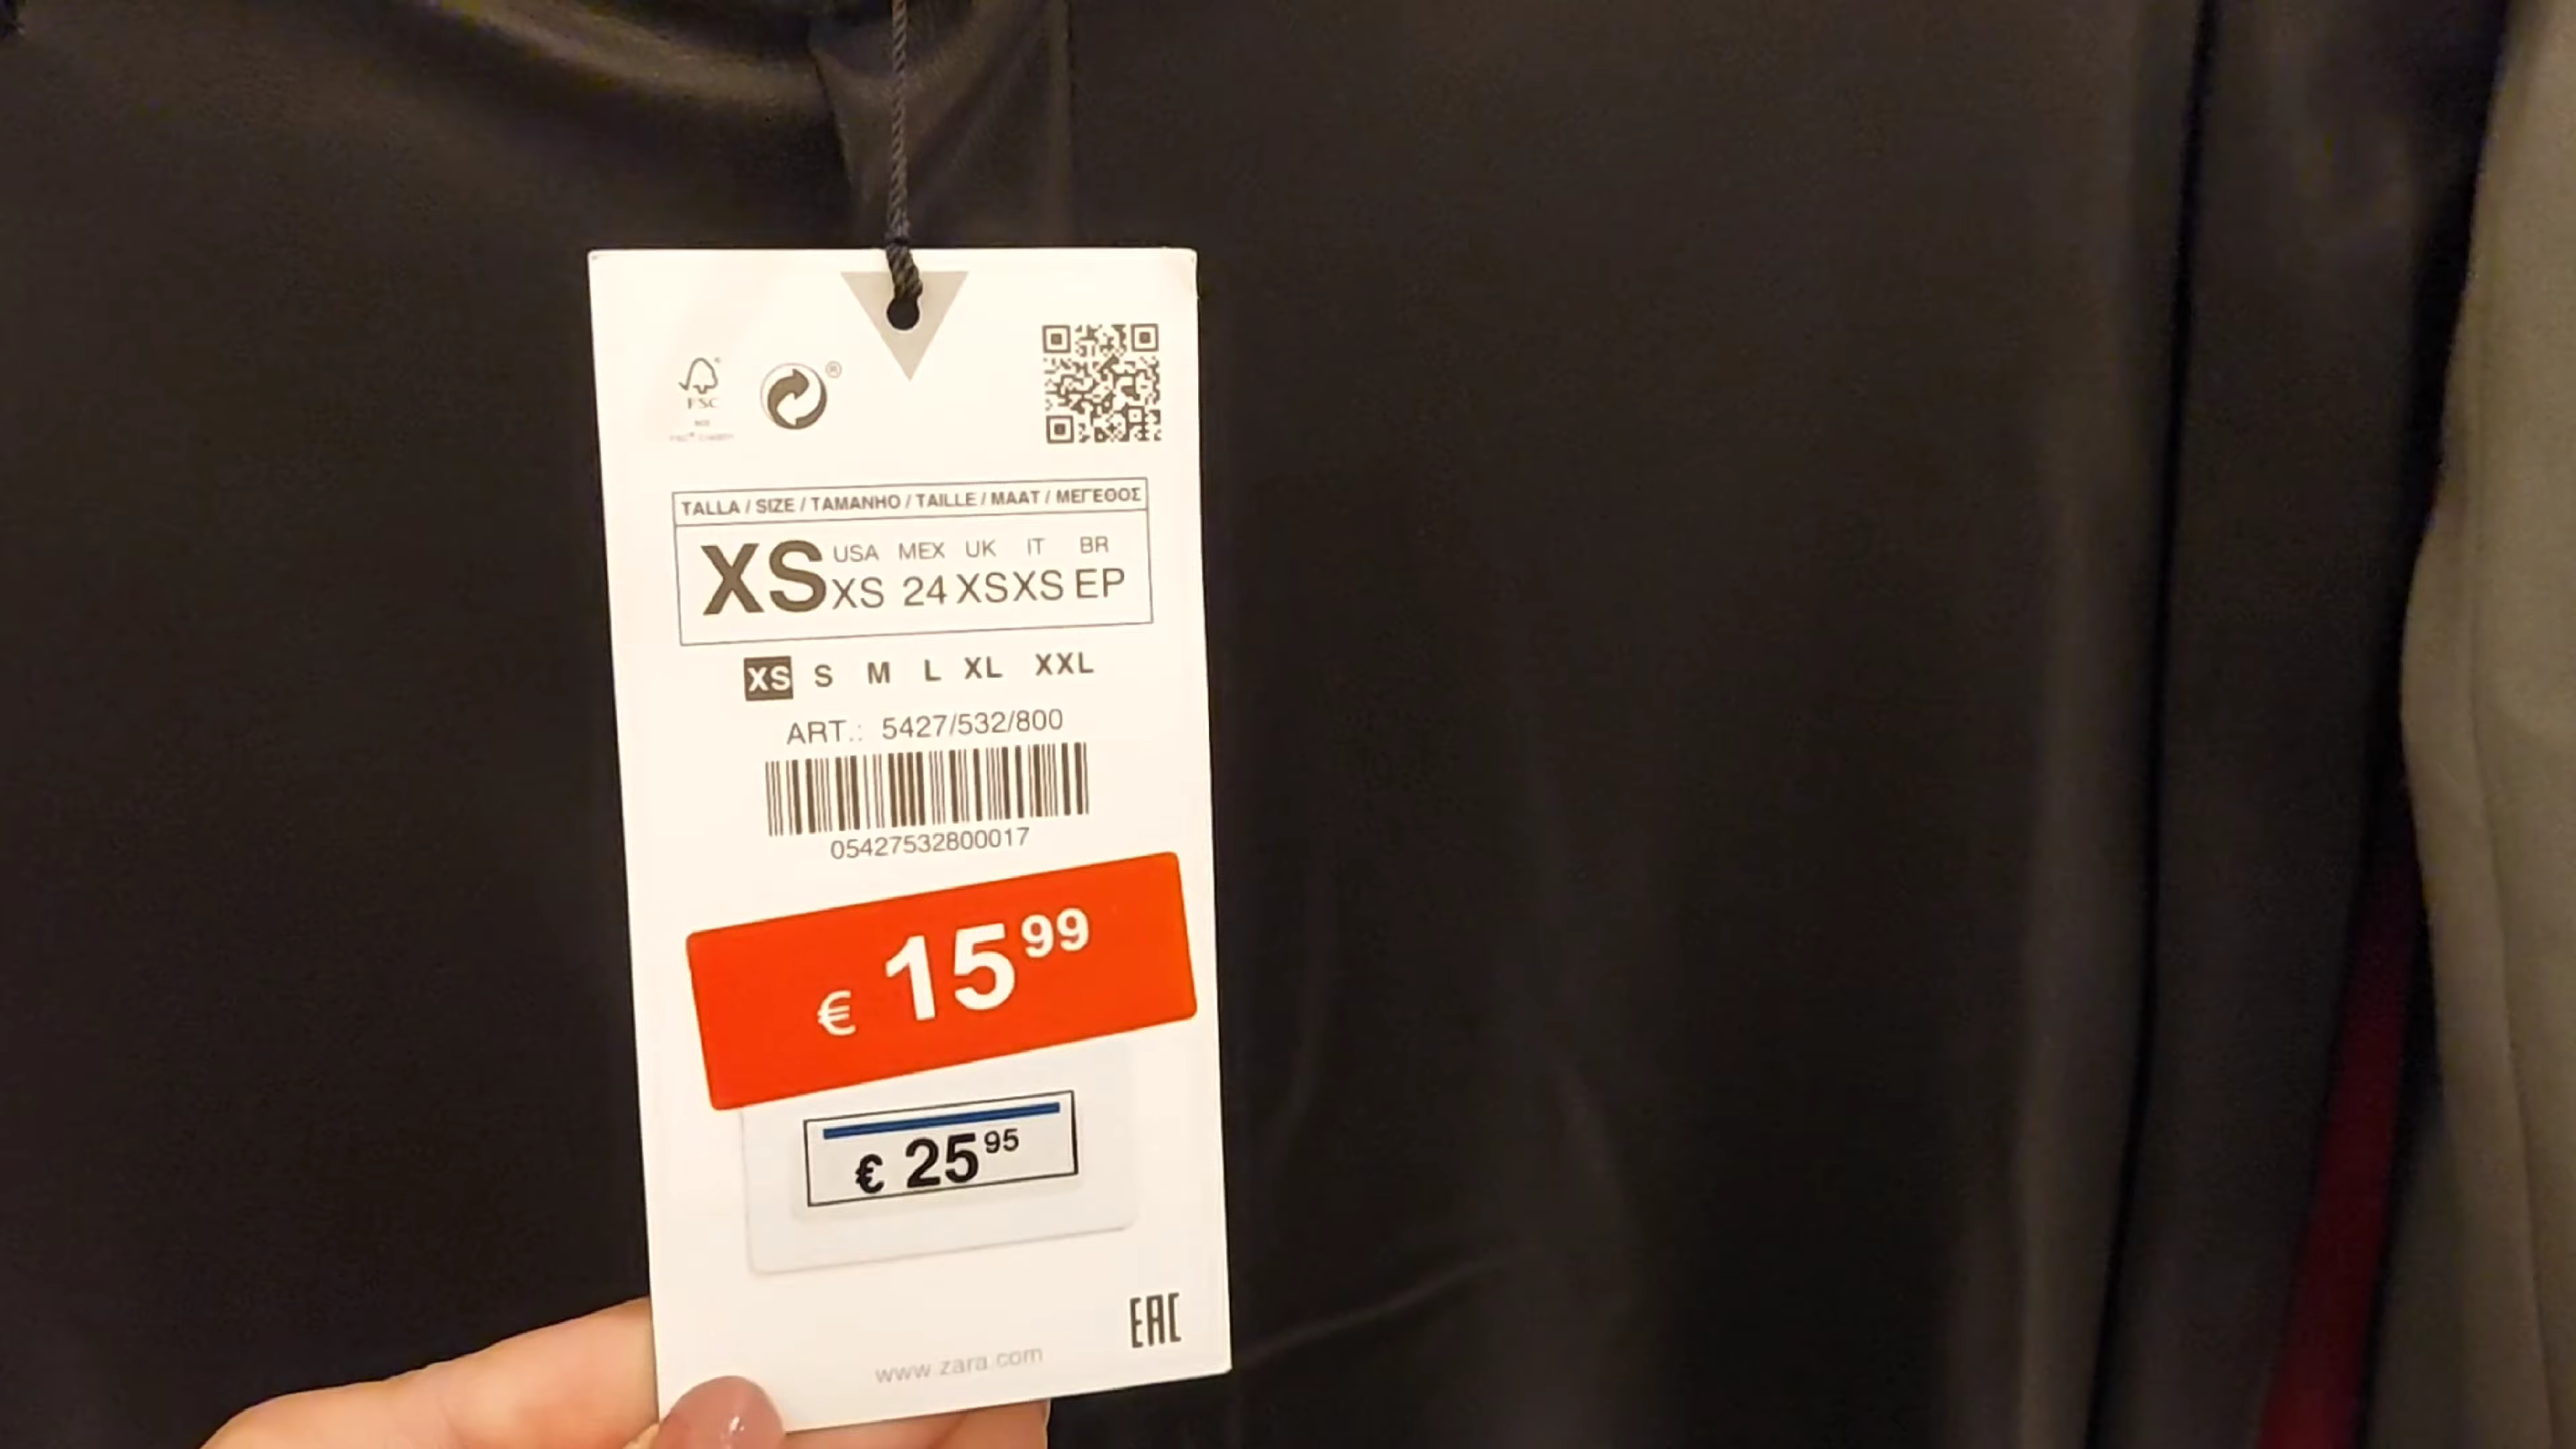 FSC
TALLA / SIZE / TAMANHO / TAILLE / MAAT / ΜΕΓΕΘΟΣ
USA MEX UK IT BR
XS XS 24 XS XS EP
XS S M L XL XXL
ART.: 5427/532/800
05427532800017
€ 15 99
€ 25 95
EAC
www.zara.com